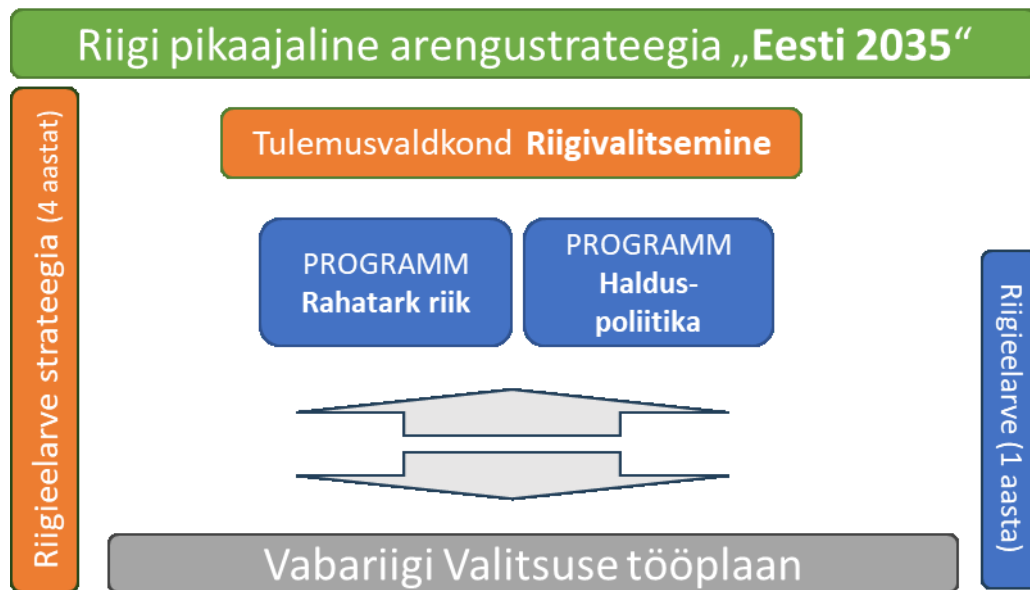 Riigi pikaajaline arengustrateegia „Eesti 2035“
Riigieelarve strateegia (4 aastat)
Tulemusvaldkond Riigivalitsemine
PROGRAMM
Rahatark riik
PROGRAMM
Haldus-
poliitika
Riigieelarve (1 aasta)
Vabariigi Valitsuse tööplaan